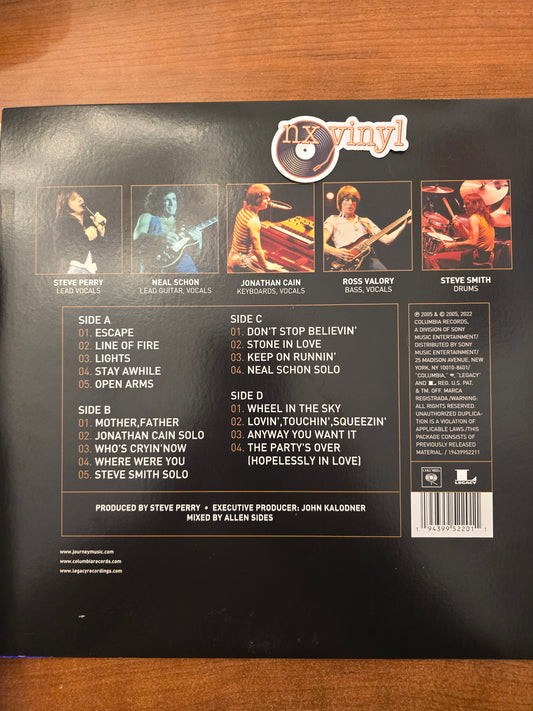 nx vinyl
STEVE PERRY
LEAD VOCALS
NEAL SCHON
LEAD GUITAR, VOCALS
JONATHAN CAIN
KEYBOARDS, VOCALS
ROSS VALORY
BASS, VOCALS
STEVE SMITH
DRUMS
SIDE A
01. ESCAPE
02. LINE OF FIRE
03. LIGHTS
04. STAY AWHILE
05. OPEN ARMS
SIDE B
01. MOTHER,FATHER
02. JONATHAN CAIN SOLO
03. WHO'S CRYIN'NOW
04. WHERE WERE YOU
05. STEVE SMITH SOLO
SIDE C
01. DON'T STOP BELIEVIN'
02. STONE IN LOVE
03. KEEP ON RUNNIN'
04. NEAL SCHON SOLO
SIDE D
01. WHEEL IN THE SKY
02. LOVIN',TOUCHIN',SQUEEZIN'
03. ANYWAY YOU WANT IT
04. THE PARTY'S OVER
(HOPELESSLY IN LOVE)
PRODUCED BY STEVE PERRY • EXECUTIVE PRODUCER: JOHN KALODNER
MIXED BY ALLEN SIDES
℗ 2005 & © 2005, 2022
COLUMBIA RECORDS,
A DIVISION OF SONY
MUSIC ENTERTAINMENT/
DISTRIBUTED BY SONY
MUSIC ENTERTAINMENT/
25 MADISON AVENUE, NEW
YORK, NY 10010-8601/
"COLUMBIA," "LEGACY"
AND L REG. U.S. PAT.
& TM. OFF. MARCA
REGISTRADA/WARNING:
ALL RIGHTS RESERVED.
UNAUTHORIZED DUPLICA-
TION IS A VIOLATION OF
APPLICABLE LAWS./THIS
PACKAGE CONSISTS OF
PREVIOUSLY RELEASED
MATERIAL. / 19439952211
COLUMBIA
LEGACY
1 94399 52201 1
www.journeymusic.com
www.columbiarecords.com
www.legacyrecordings.com